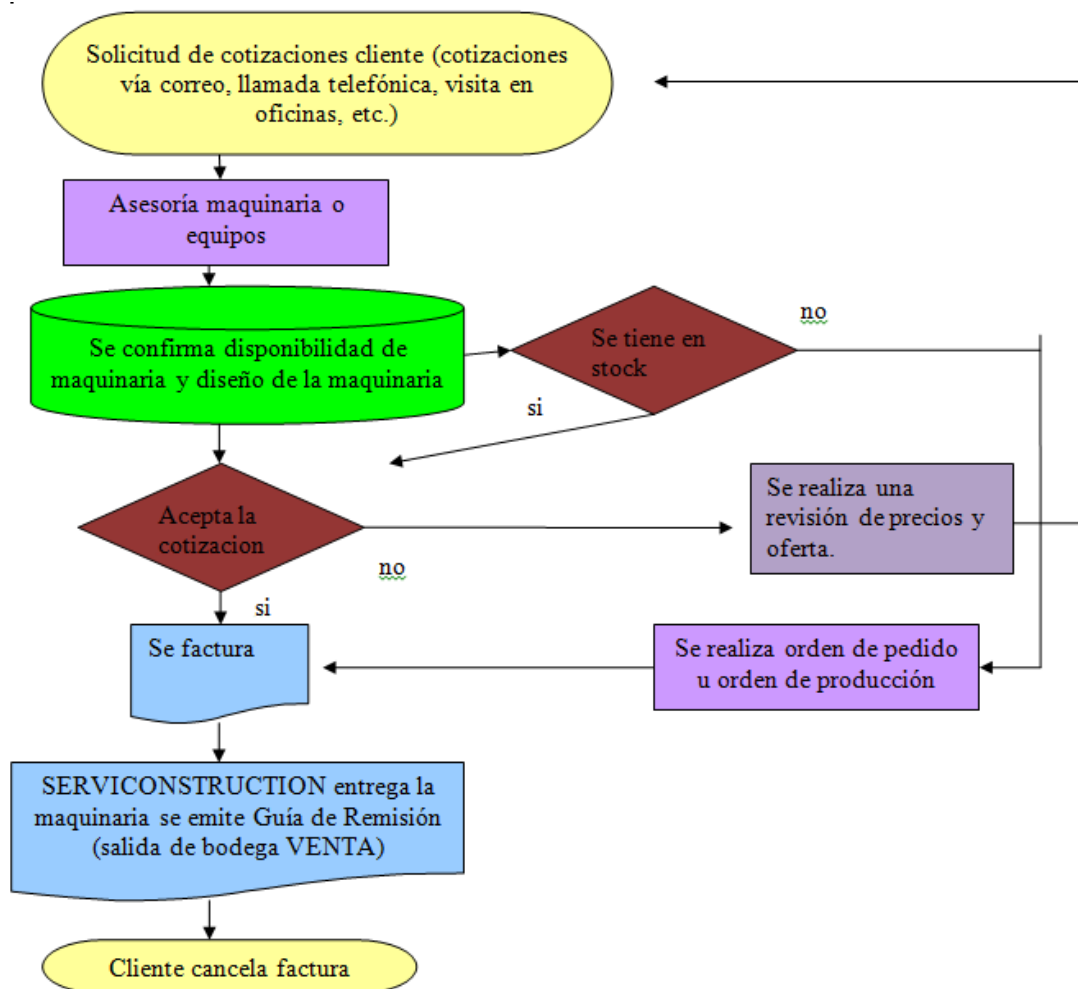 Solicitud de cotizaciones cliente (cotizaciones
vía correo, llamada telefónica, visita en
oficinas, etc.)
Asesoría maquinaria o
equipos
Se confirma disponibilidad de
maquinaria y diseño de la maquinaria
Se tiene en
stock
no
si
Acepta la
cotizacion
no
si
Se realiza una
revisión de precios y
oferta.
Se factura
Se realiza orden de pedido
u orden de producción
SERVICONSTRUCTION entrega la
maquinaria se emite Guía de Remisión
(salida de bodega VENTA)
Cliente cancela factura